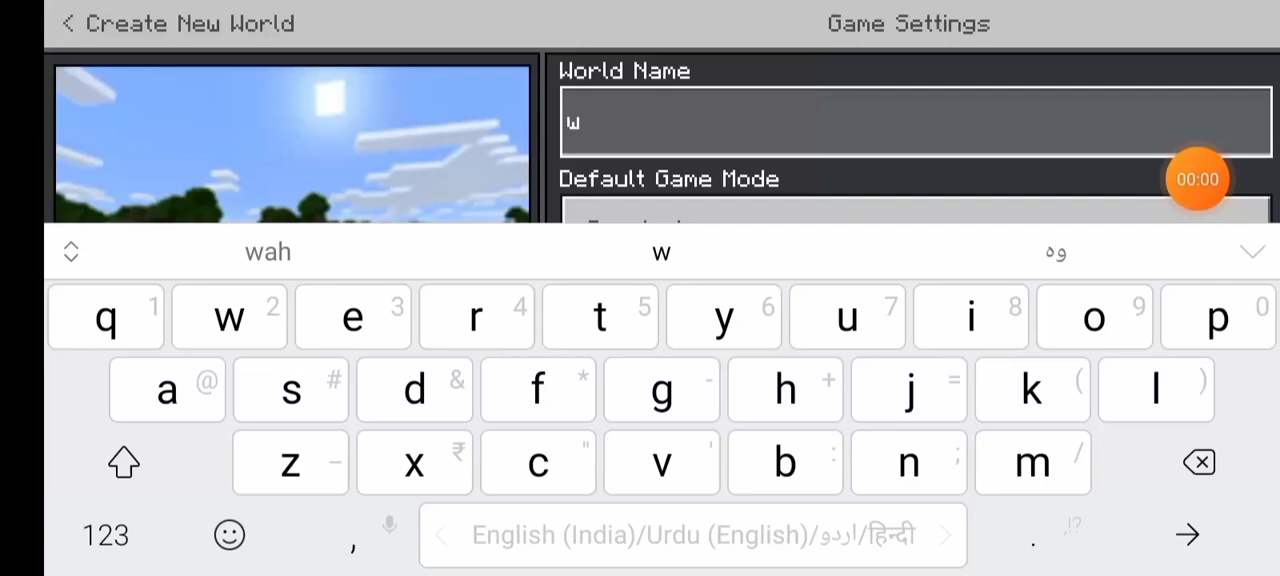 < Create New World
Game Settings
World Name
w
Default Game Mode
00:00
wah w وہ
q 1 w 2 e 3 r 4 t 5 y 6 u 7 i 8 o 9 p 0
a @ s # d & f * g - h + j = k ( l )
z _ x ₹ c " v ' b : n ; m /
123 , English (India)/Urdu (English)/اردو/हिन्दी . ,!?